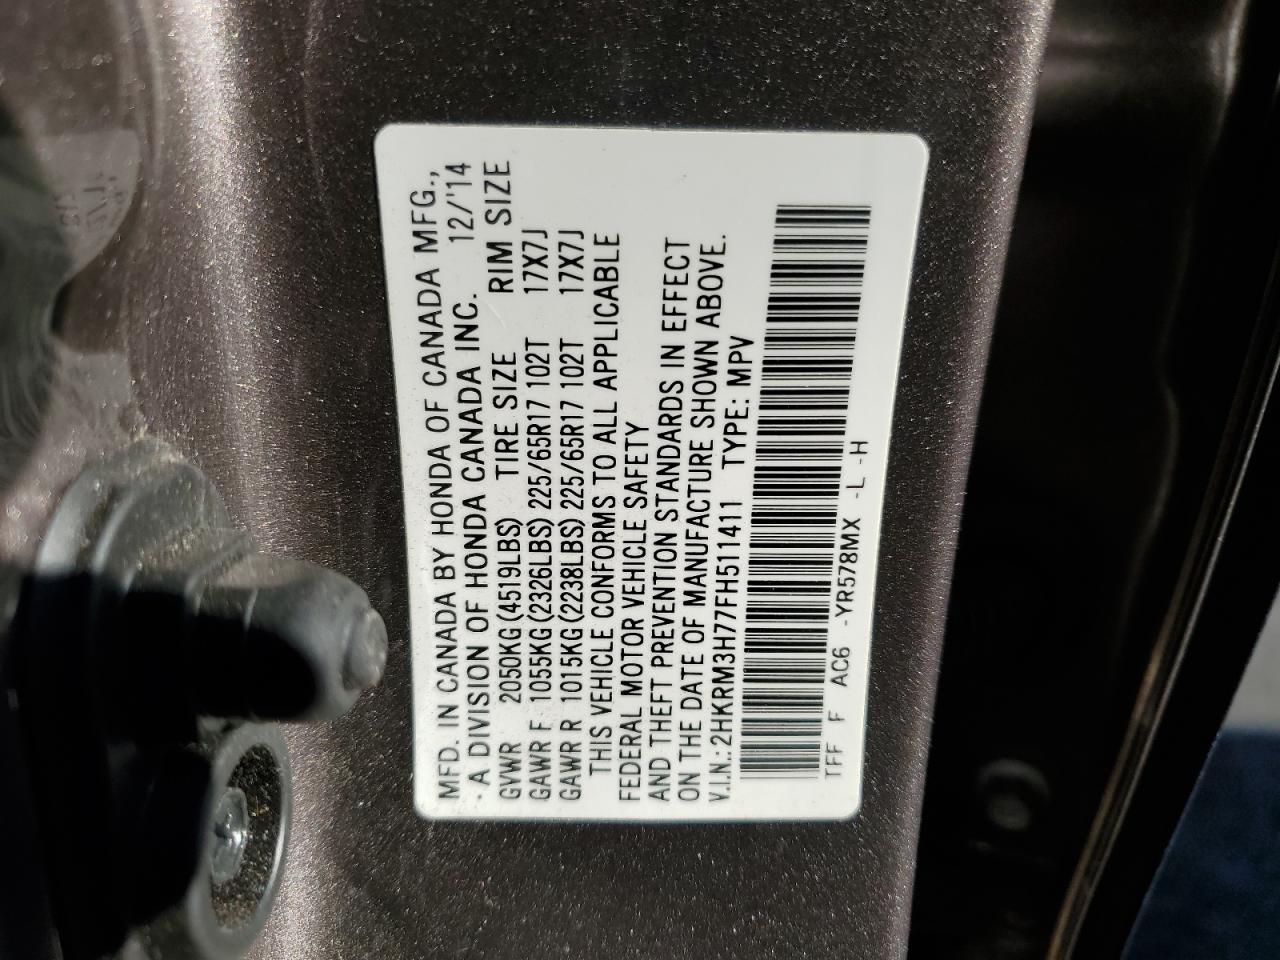 MFD. IN CANADA BY HONDA OF CANADA MFG.,
- A DIVISION OF HONDA CANADA INC. 12/'14
GVWR 2050KG(4519LBS) TIRE SIZE RIM SIZE
GAWR F 1055KG(2326LBS) 225/65R17 102T 17X7J
GAWR R 1015KG(2238LBS) 225/65R17 102T 17X7J
THIS VEHICLE CONFORMS TO ALL APPLICABLE
FEDERAL MOTOR VEHICLE SAFETY
AND THEFT PREVENTION STANDARDS IN EFFECT
ON THE DATE OF MANUFACTURE SHOWN ABOVE.
V.I.N.:2HKRM3H77FH511411 TYPE: MPV
TFF F AC6 -YR578MX -L -H